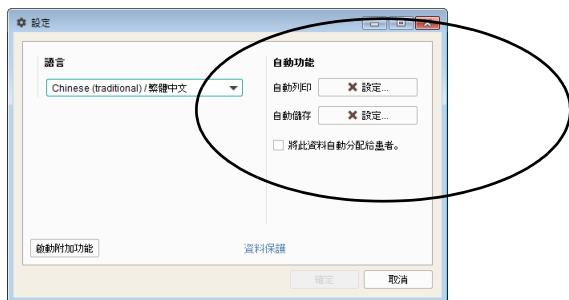 設定
語言
Chinese (traditional) / 繁體中文
自動功能
自動列印
設定...
自動儲存
設定...
將此資料自動分配給患者。
啟動附加功能
資料保護
確定
取消